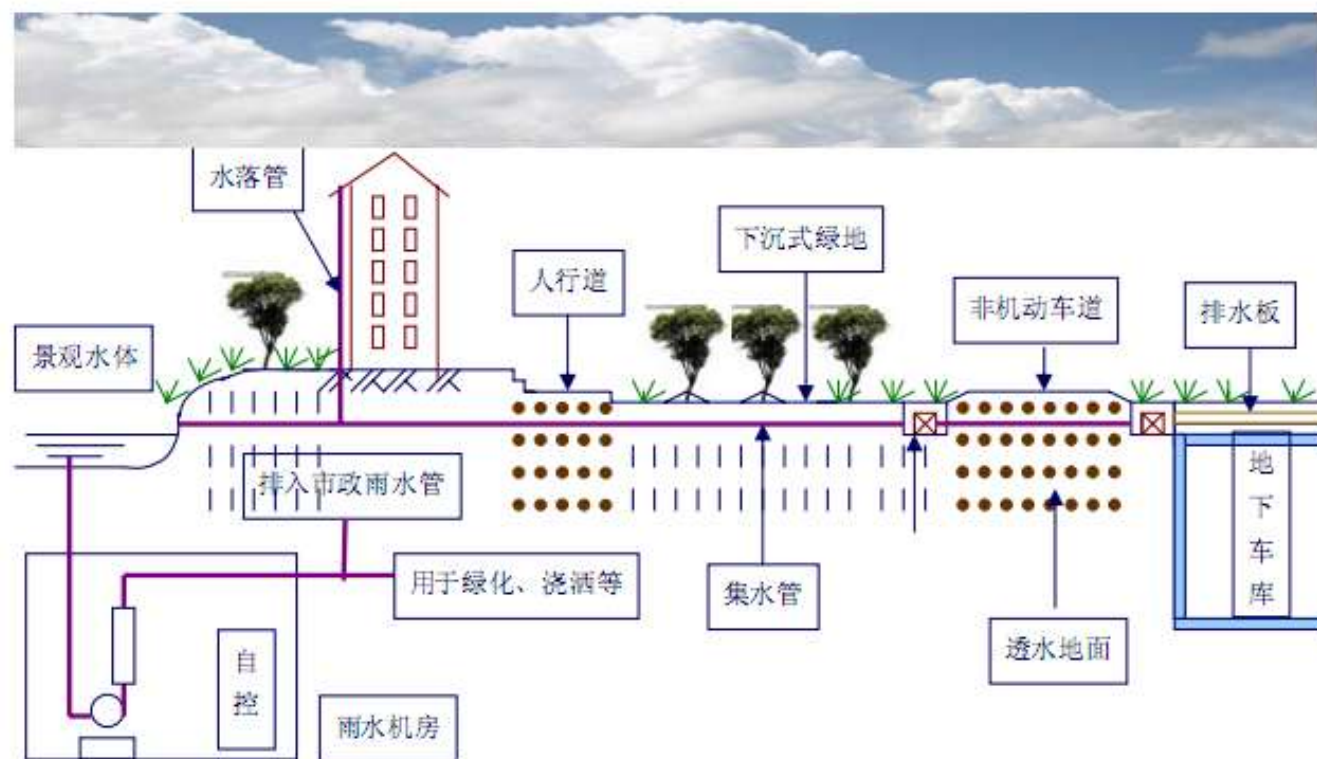 水落管
下沉式绿地
人行道
非机动车道
排水板
景观水体
排入市政雨水管
地
下
车
库
用于绿化、浇洒等
集水管
透水地面
自
控
雨水机房